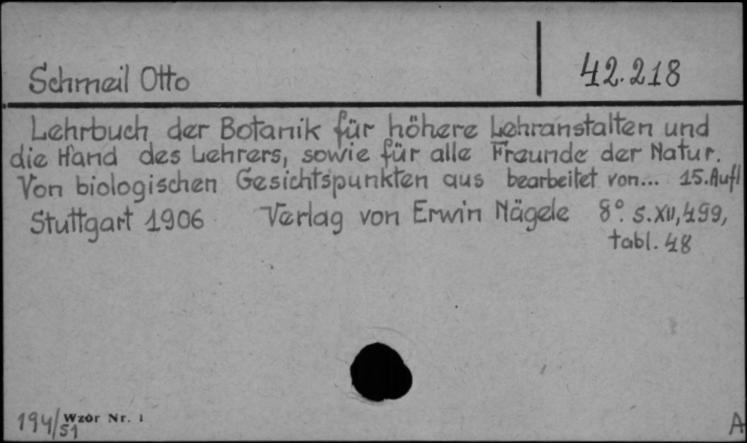 Schmeil Otto
42.218
Lehrbuch der Botanik für höhere Lehranstalten und
die Hand des Lehrers, sowie für alle Freunde der Natur.
Von biologischen Gesichtspunkten aus bearbeitet von... 15. Aufl
Stuttgart 1906 Verlag von Erwin Nägele 8° s. XVI, 499,
tabl. 48
194/51 Wzór Nr. 1
A